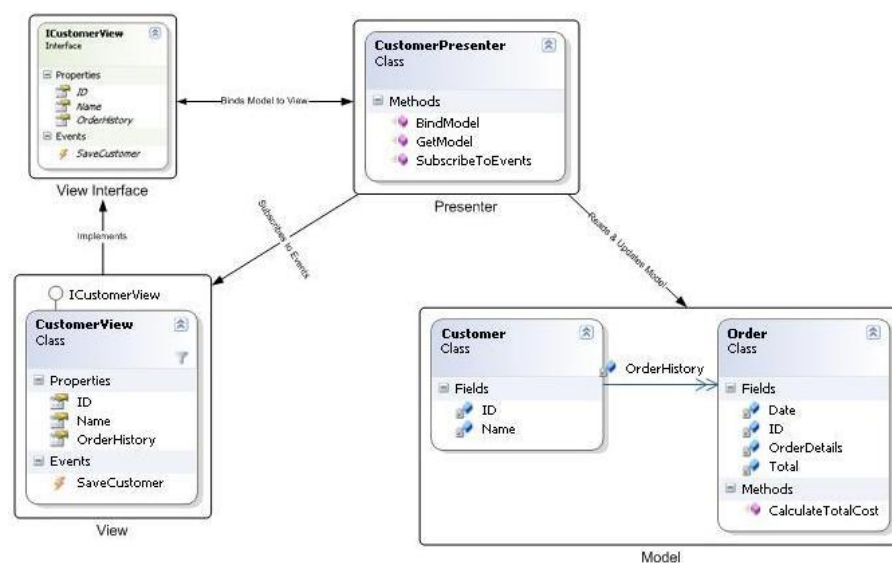 ICustomerView
Interface
Properties
ID
Name
OrderHistory
Events
SaveCustomer
View Interface
Binds Model to View
CustomerPresenter
Class
Methods
BindModel
GetModel
SubscribeToEvents
Presenter
Implements
Subscribes to Events
Reads & Updates Model
ICustomerView
CustomerView
Class
Properties
ID
Name
OrderHistory
Events
SaveCustomer
View
Customer
Class
Fields
ID
Name
OrderHistory
Order
Class
Fields
Date
ID
OrderDetails
Total
Methods
CalculateTotalCost
Model